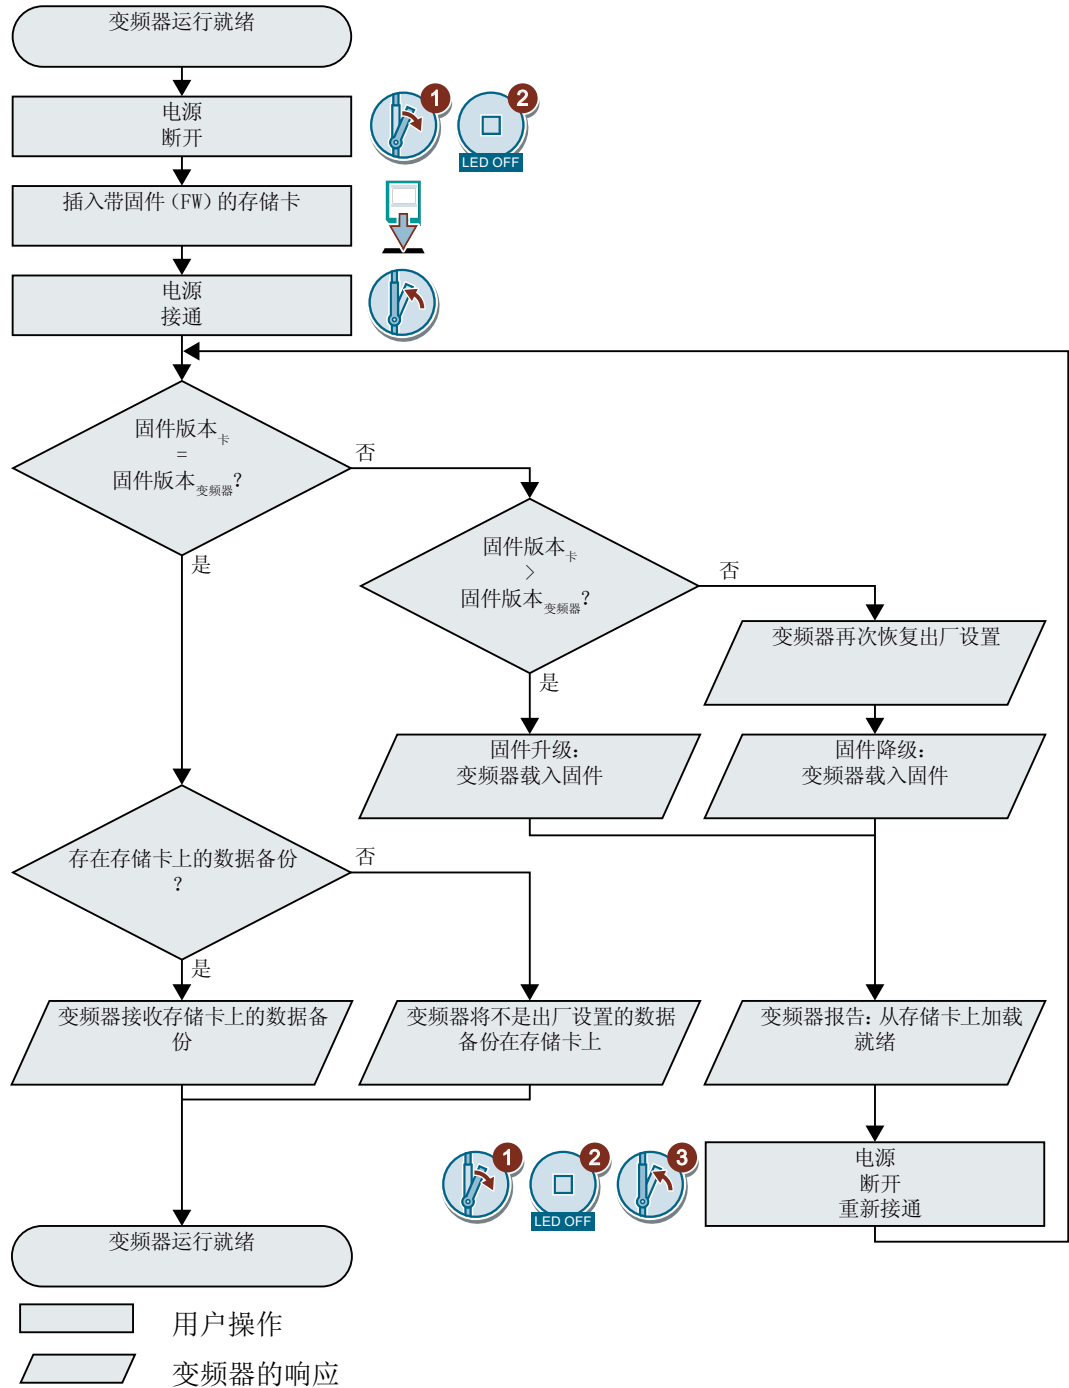 变频器运行就绪
电源
断开
1
2
LED OFF
插入带固件(FW)的存储卡
电源
接通
固件版本卡
=
固件版本变频器?
否
是
固件版本卡
>
固件版本变频器?
否
是
变频器再次恢复出厂设置
固件升级:
变频器载入固件
固件降级:
变频器载入固件
存在存储卡上的数据备份
?
否
是
变频器接收存储卡上的数据备
份
变频器将不是出厂设置的数据
备份在存储卡上
变频器报告:从存储卡上加载
就绪
1
2
3
LED OFF
电源
断开
重新接通
变频器运行就绪
用户操作
变频器的响应